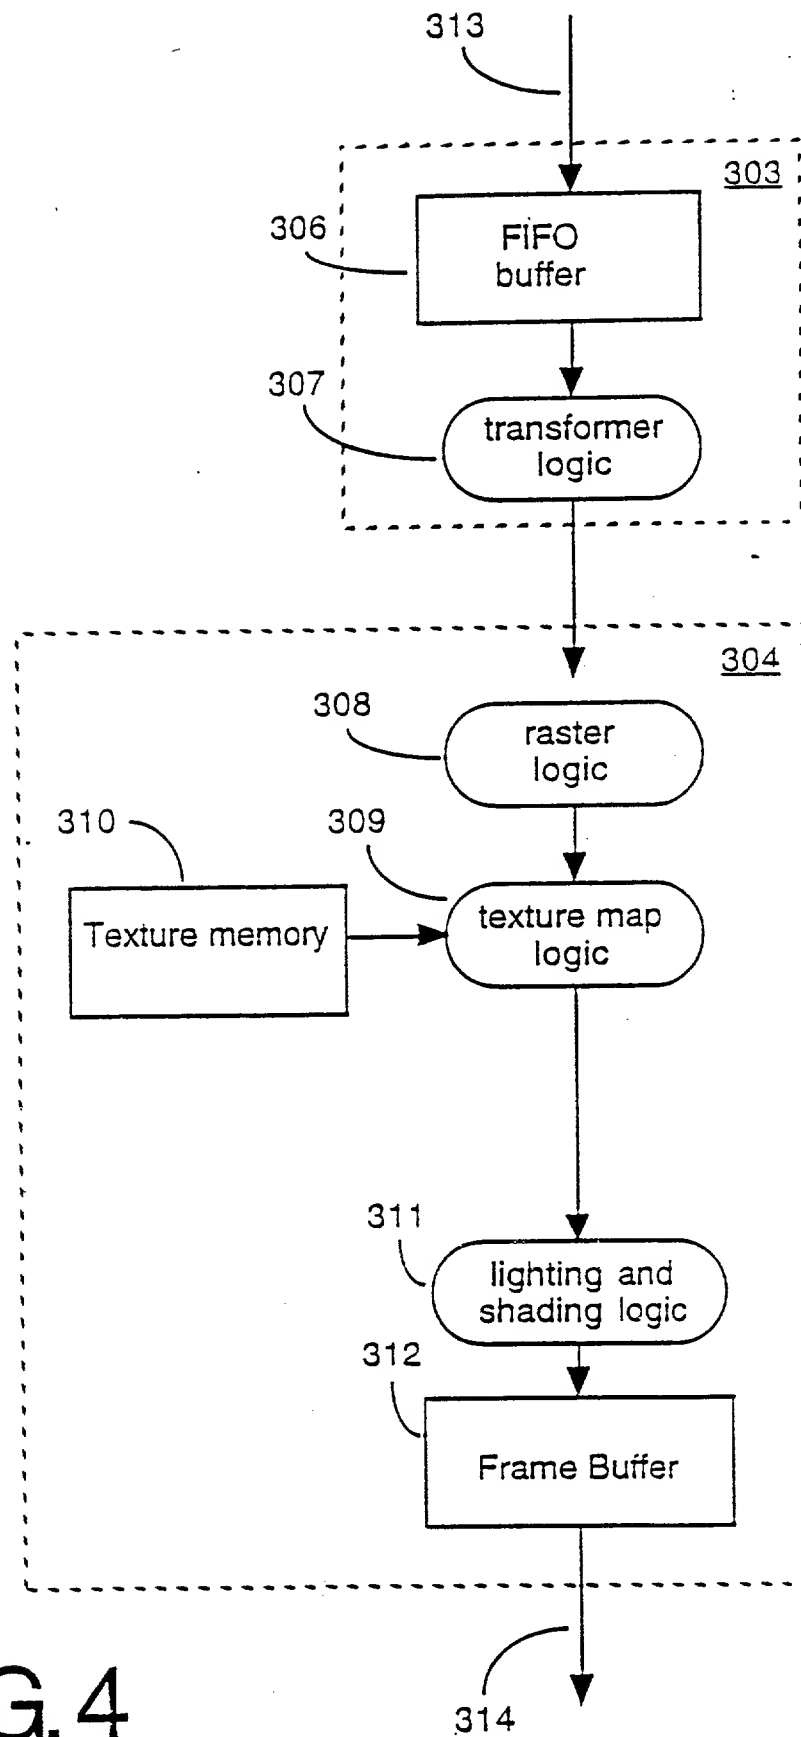 313
303
306
FIFO
buffer
307
transformer
logic
304
308
raster
logic
310
309
Texture memory
texture map
logic
311
lighting and
shading logic
312
Frame Buffer
314
G. 4